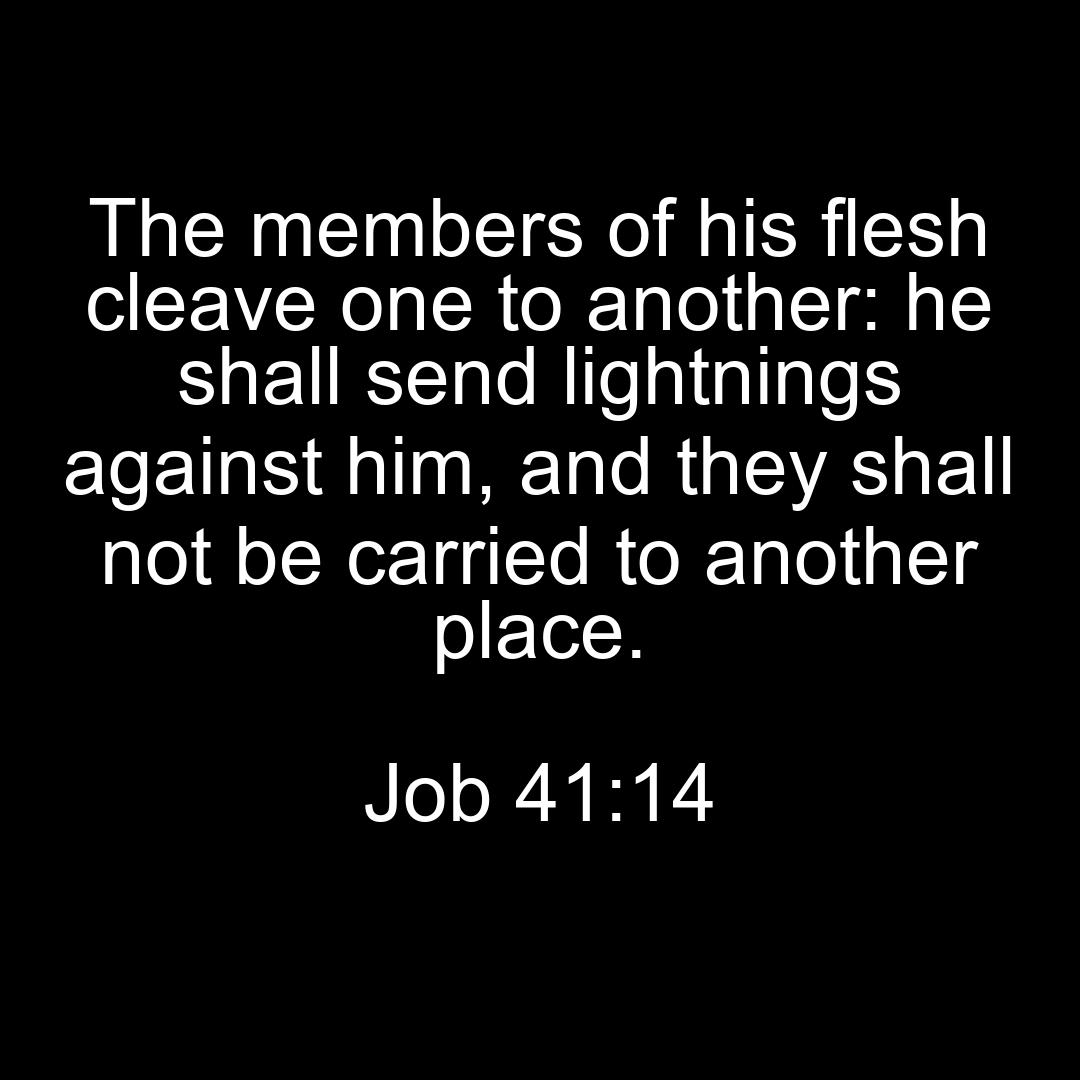 The members of his flesh
cleave one to another: he
shall send lightnings
against him, and they shall
not be carried to another
place.
Job 41:14